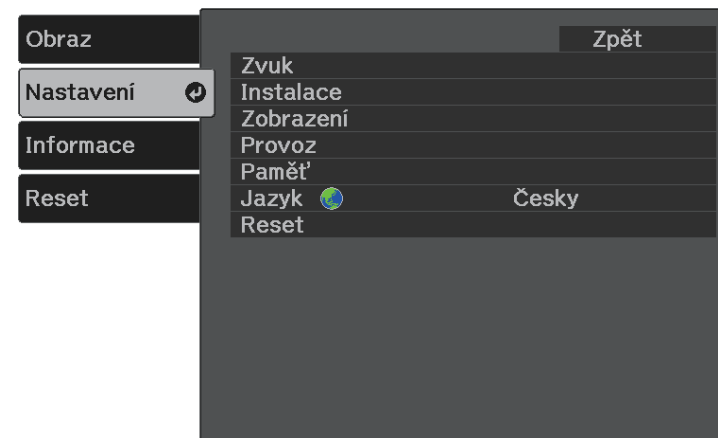 Obraz
Nastavení
Informace
Reset
Zpět
Zvuk
Instalace
Zobrazení
Provoz
Paměť
Jazyk Česky
Reset